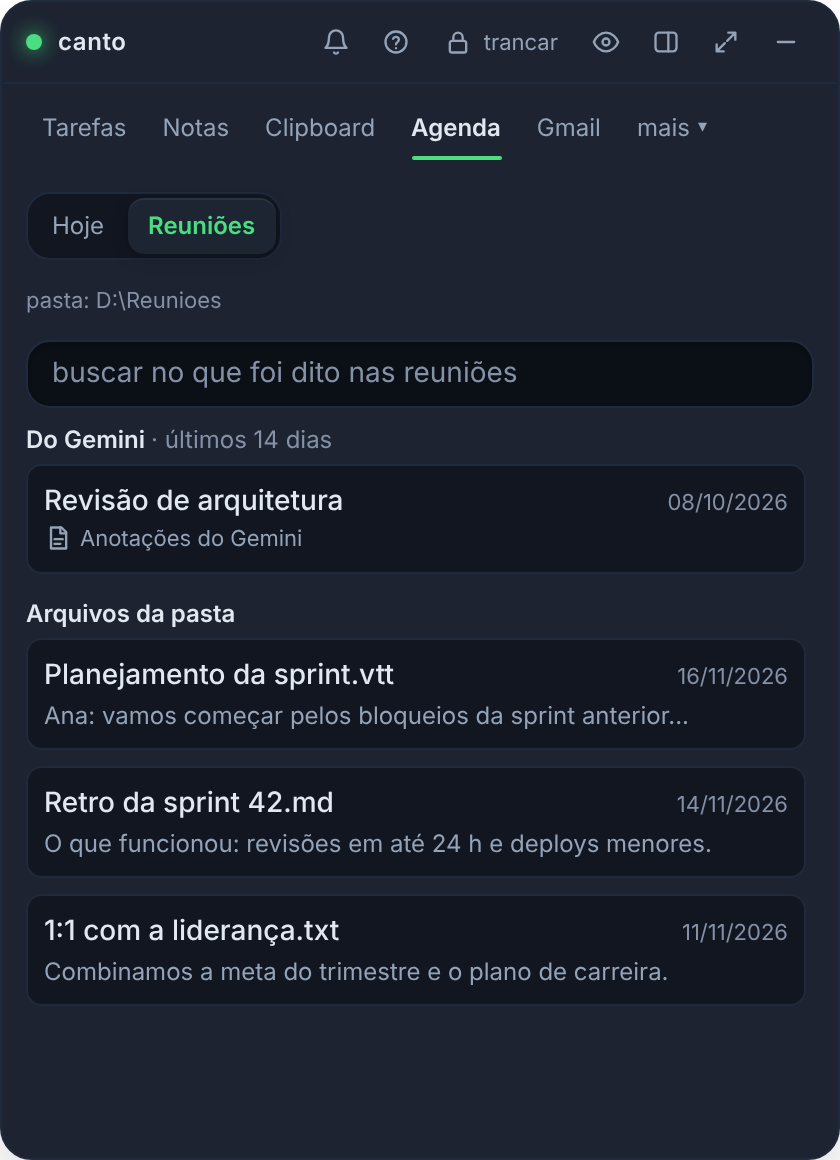 canto
trancar
Tarefas Notas Clipboard Agenda Gmail mais ▾
Hoje Reuniões
pasta: D:\Reunioes
buscar no que foi dito nas reuniões
Do Gemini · últimos 14 dias
Revisão de arquitetura 08/10/2026
Anotações do Gemini
Arquivos da pasta
Planejamento da sprint.vtt 16/11/2026
Ana: vamos começar pelos bloqueios da sprint anterior...
Retro da sprint 42.md 14/11/2026
O que funcionou: revisões em até 24 h e deploys menores.
1:1 com a liderança.txt 11/11/2026
Combinamos a meta do trimestre e o plano de carreira.